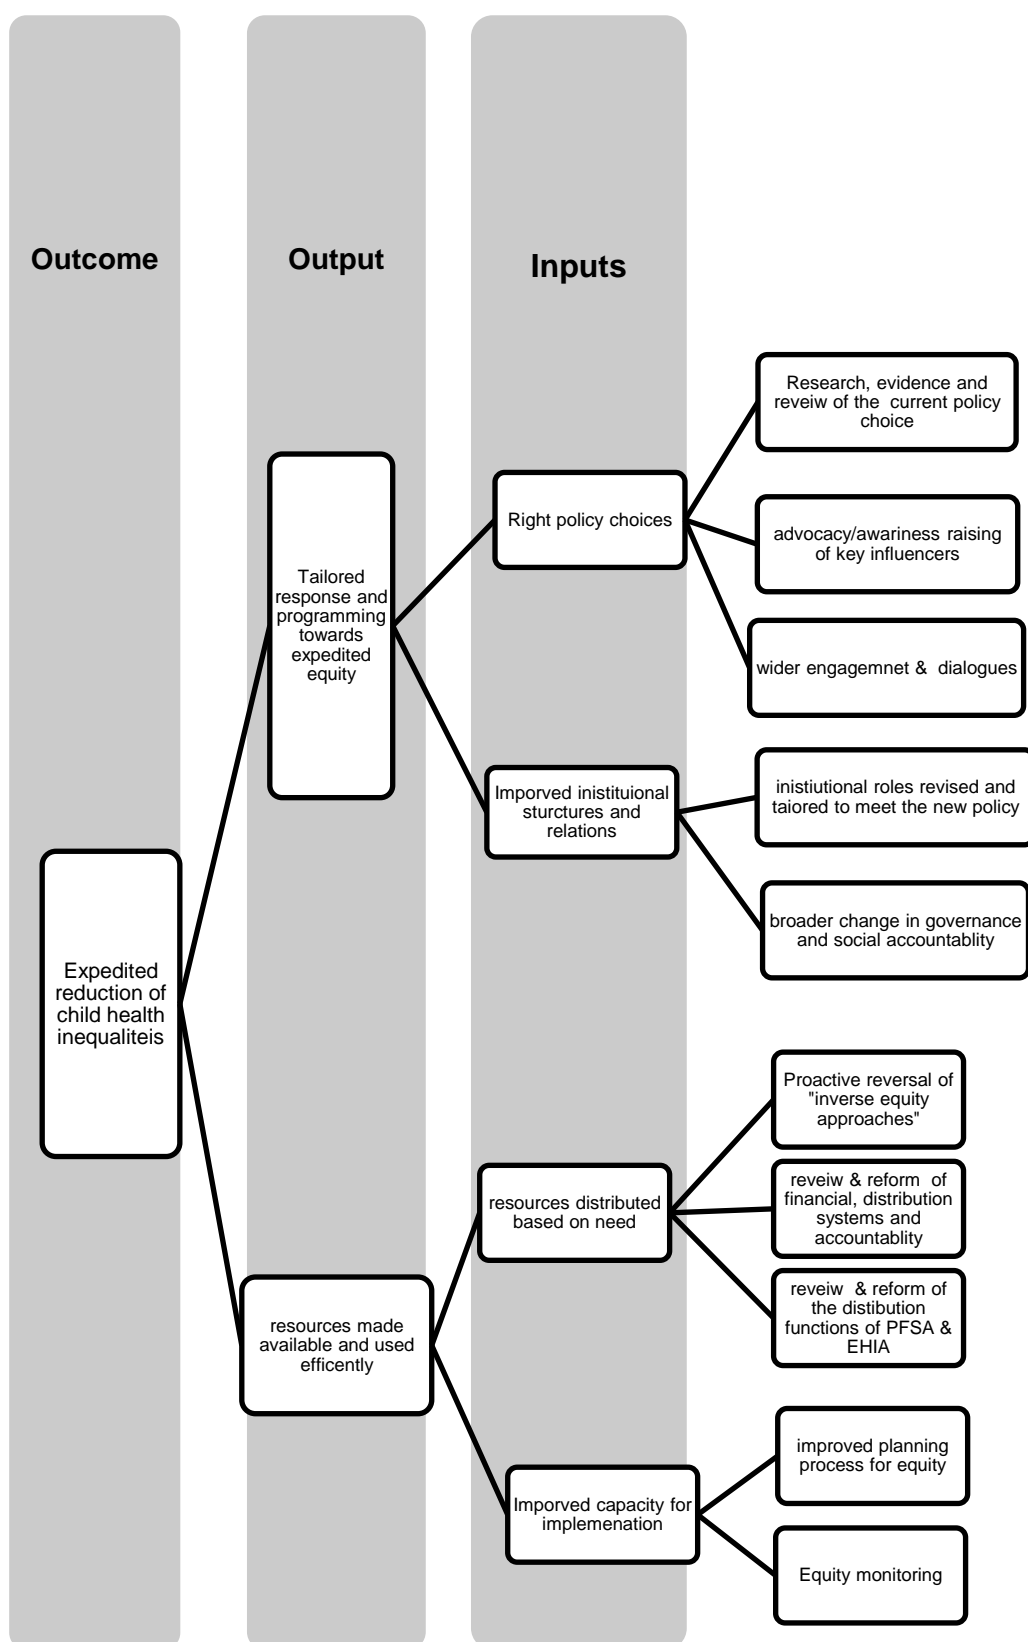 Outcome
Output
Inputs
Research, evidence and
reveiw of the  current policy
choice
Right policy choices
advocacy/awariness raising
of key influencers
Tailored
response and
programming
towards
expedited
equity
wider engagemnet &  dialogues
Imporved inistituional
sturctures and
relations
inistiutional roles revised and
taiored to meet the new policy
broader change in governance
and social accountablity
Expedited
reduction of
child health
inequaliteis
Proactive reversal of
"inverse equity
approaches"
resources distributed
based on need
reveiw & reform  of
financial, distribution
systems and
accountablity
reveiw  & reform of
the distibution
functions of PFSA &
EHIA
resources made
available and used
efficently
improved planning
process for equity
Imporved capacity for
implemenation
Equity monitoring